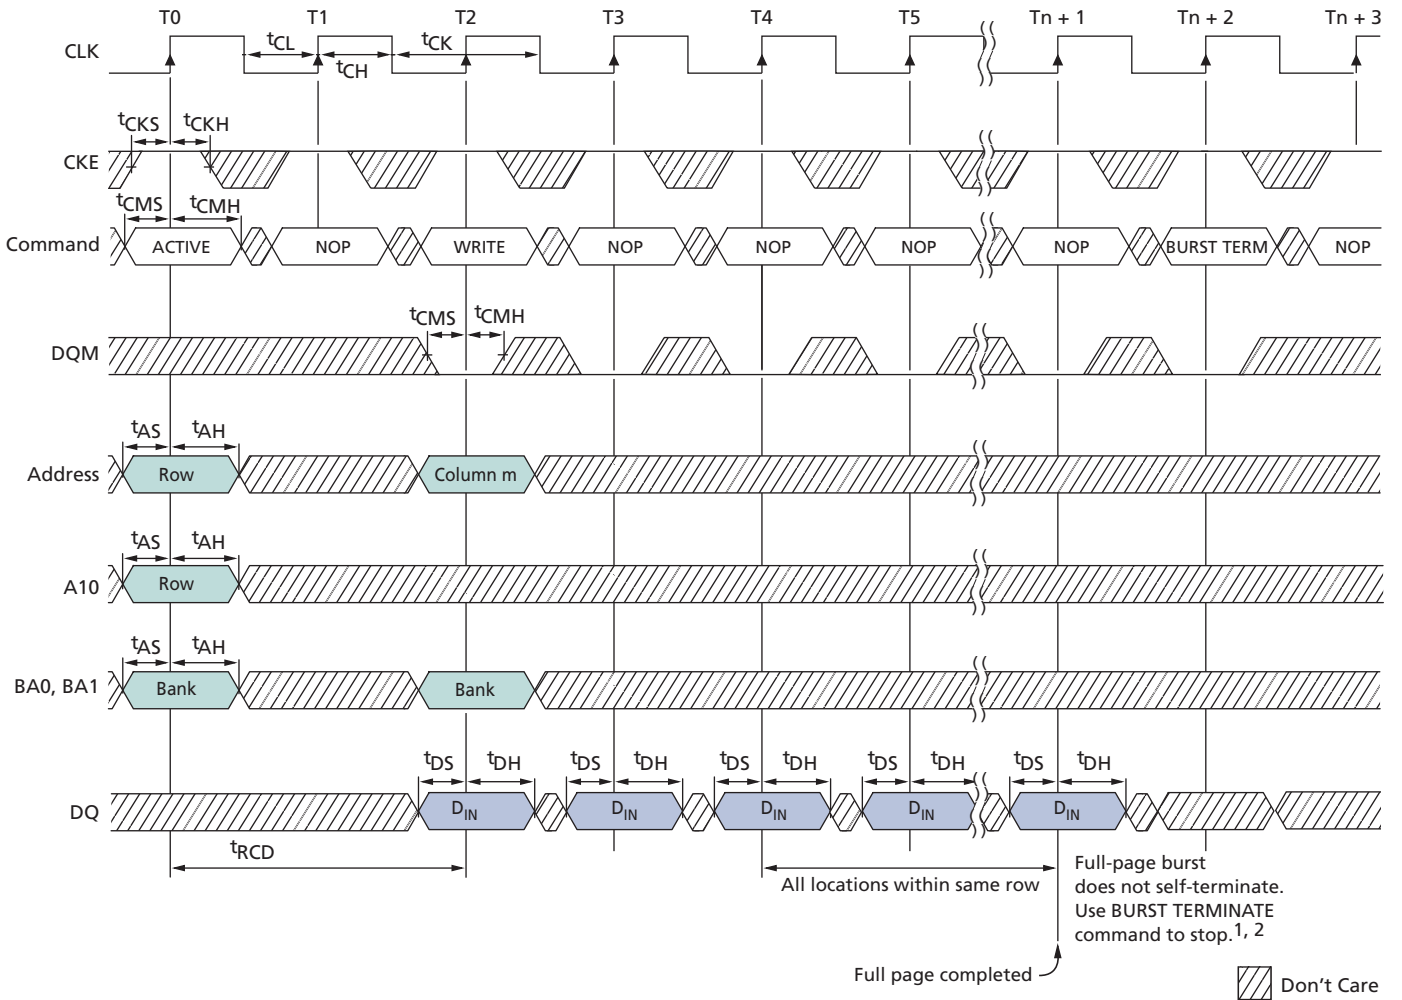 T0 T1 T2 T3 T4 T5 Tn + 1 Tn + 2 Tn + 3
CLK
tCL
tCH
tCK
tCKS tCKH
CKE
tCMS tCMH
Command ACTIVE NOP WRITE NOP NOP NOP NOP BURST TERM NOP
tCMS tCMH
DQM
tAS tAH
Address Row Column m
tAS tAH
A10 Row
tAS tAH
BA0, BA1 Bank Bank
tDS tDH tDS tDH tDS tDH tDS tDH tDS tDH
DQ DIN DIN DIN DIN DIN
tRCD
All locations within same row
Full-page burst
does not self-terminate.
Use BURST TERMINATE
command to stop.1, 2
Full page completed
Don't Care